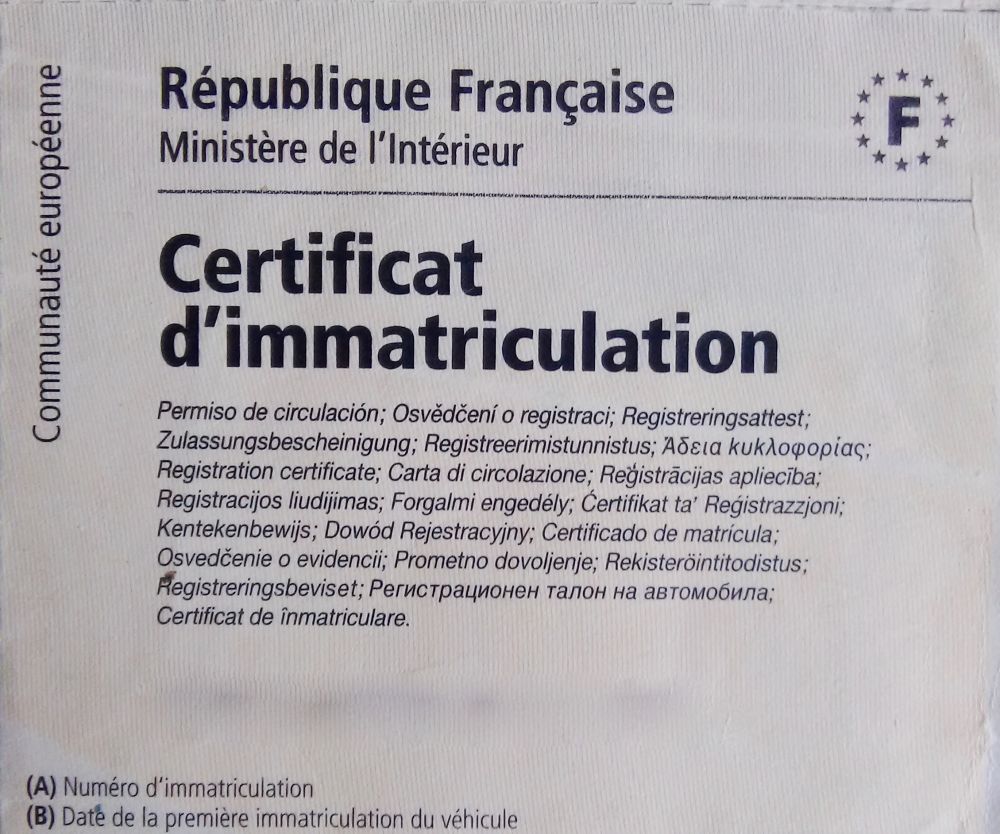 Communauté européenne
République Française
Ministère de l'Intérieur
F
Certificat
d'immatriculation
Permiso de circulación; Osvědčení o registraci; Registreringsattest;
Zulassungsbescheinigung; Registreerimistunnistus; Άδεια κυκλοφορίας;
Registration certificate; Carta di circolazione; Reģistrācijas apliecība;
Registracijos liudijimas; Forgalmi engedély; Ċertifikat ta' Reġistrazzjoni;
Kentekenbewijs; Dowód Rejestracyjny; Certificado de matrícula;
Osvedčenie o evidencii; Prometno dovoljenje; Rekisteröintitodistus;
Registreringsbeviset; Регистрационен талон на автомобила;
Certificat de înmatriculare.
(A) Numéro d'immatriculation
(B) Date de la première immatriculation du véhicule